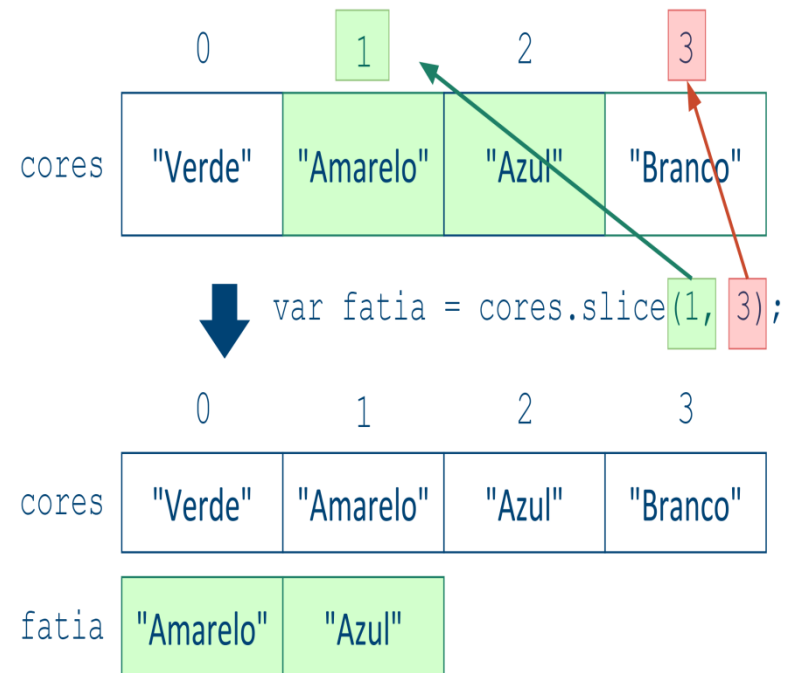 0 1 2 3
cores "Verde" "Amarelo" "Azul" "Branco"
var fatia = cores.slice(1, 3);
0 1 2 3
cores "Verde" "Amarelo" "Azul" "Branco"
fatia "Amarelo" "Azul"